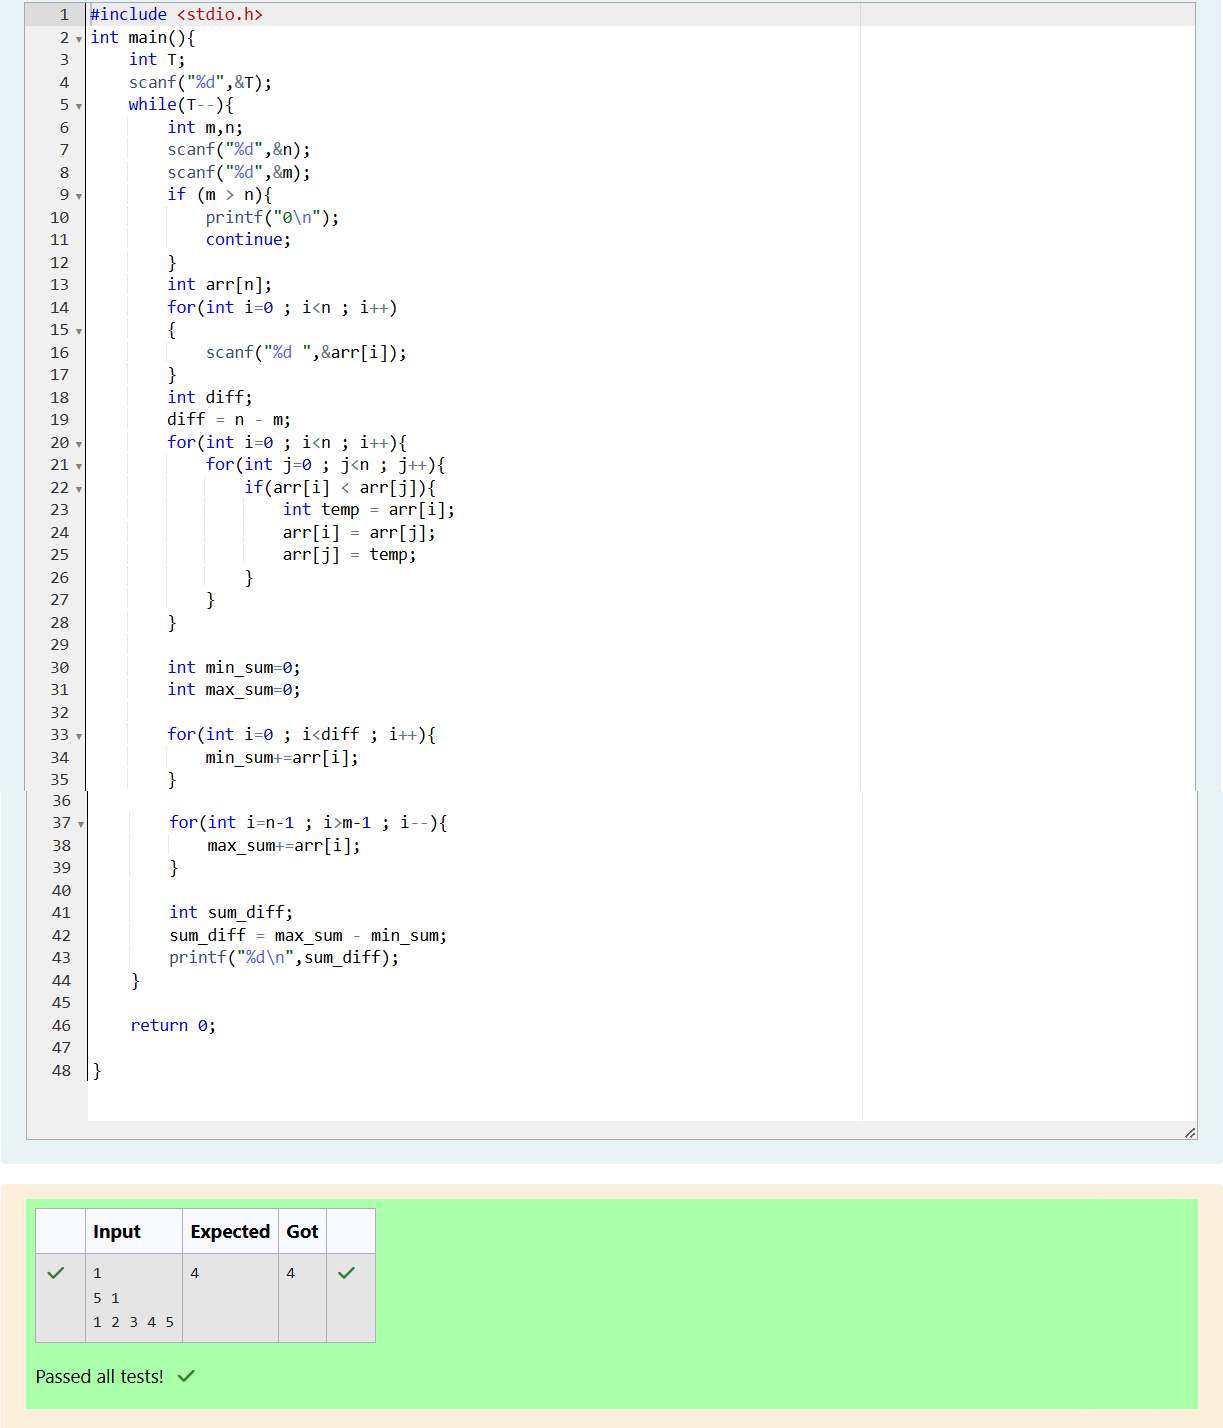 1 #include <stdio.h>
2 int main(){
3     int T;
4     scanf("%d",&T);
5     while(T--){
6         int m,n;
7         scanf("%d",&n);
8         scanf("%d",&m);
9         if (m > n){
10             printf("0\n");
11             continue;
12         }
13         int arr[n];
14         for(int i=0 ; i<n ; i++)
15         {
16             scanf("%d ",&arr[i]);
17         }
18         int diff;
19         diff = n - m;
20         for(int i=0 ; i<n ; i++){
21             for(int j=0 ; j<n ; j++){
22                 if(arr[i] < arr[j]){
23                     int temp = arr[i];
24                     arr[i] = arr[j];
25                     arr[j] = temp;
26                 }
27             }
28         }
29
30         int min_sum=0;
31         int max_sum=0;
32
33         for(int i=0 ; i<diff ; i++){
34             min_sum+=arr[i];
35         }
36
37         for(int i=n-1 ; i>m-1 ; i--){
38             max_sum+=arr[i];
39         }
40
41         int sum_diff;
42         sum_diff = max_sum - min_sum;
43         printf("%d\n",sum_diff);
44     }
45
46     return 0;
47
48 }
Input Expected Got
1 4 4
5 1
1 2 3 4 5
Passed all tests!